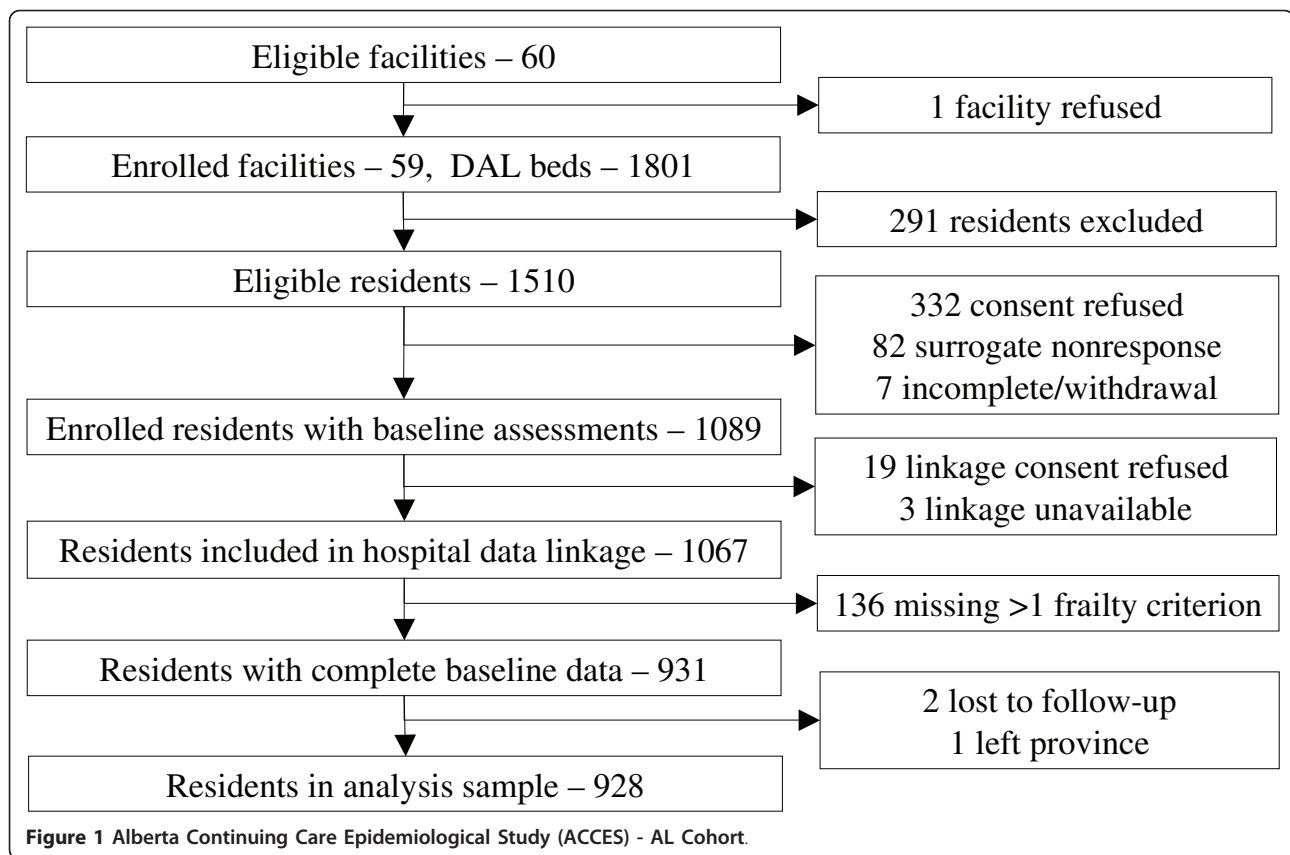 Eligible facilities – 60
1 facility refused
Enrolled facilities – 59, DAL beds – 1801
291 residents excluded
Eligible residents – 1510
332 consent refused
82 surrogate nonresponse
7 incomplete/withdrawal
Enrolled residents with baseline assessments – 1089
19 linkage consent refused
3 linkage unavailable
Residents included in hospital data linkage – 1067
136 missing >1 frailty criterion
Residents with complete baseline data – 931
2 lost to follow-up
1 left province
Residents in analysis sample – 928
Figure 1 Alberta Continuing Care Epidemiological Study (ACCES) - AL Cohort.